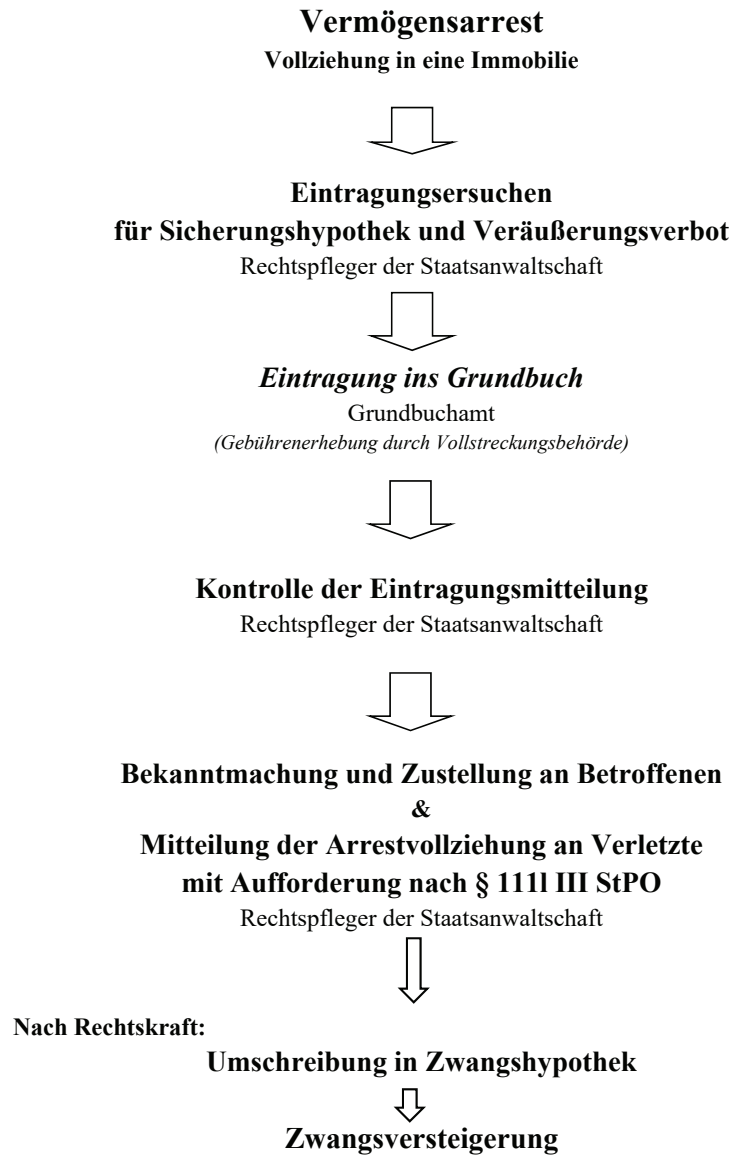 Vermögensarrest
Vollziehung in eine Immobilie
Eintragungsersuchen
für Sicherungshypothek und Veräußerungsverbot
Rechtspfleger der Staatsanwaltschaft
Eintragung ins Grundbuch
Grundbuchamt
(Gebührenerhebung durch Vollstreckungsbehörde)
Kontrolle der Eintragungsmitteilung
Rechtspfleger der Staatsanwaltschaft
Bekanntmachung und Zustellung an Betroffenen
&
Mitteilung der Arrestvollziehung an Verletzte
mit Aufforderung nach § 111l III StPO
Rechtspfleger der Staatsanwaltschaft
Nach Rechtskraft:
Umschreibung in Zwangshypothek
Zwangsversteigerung